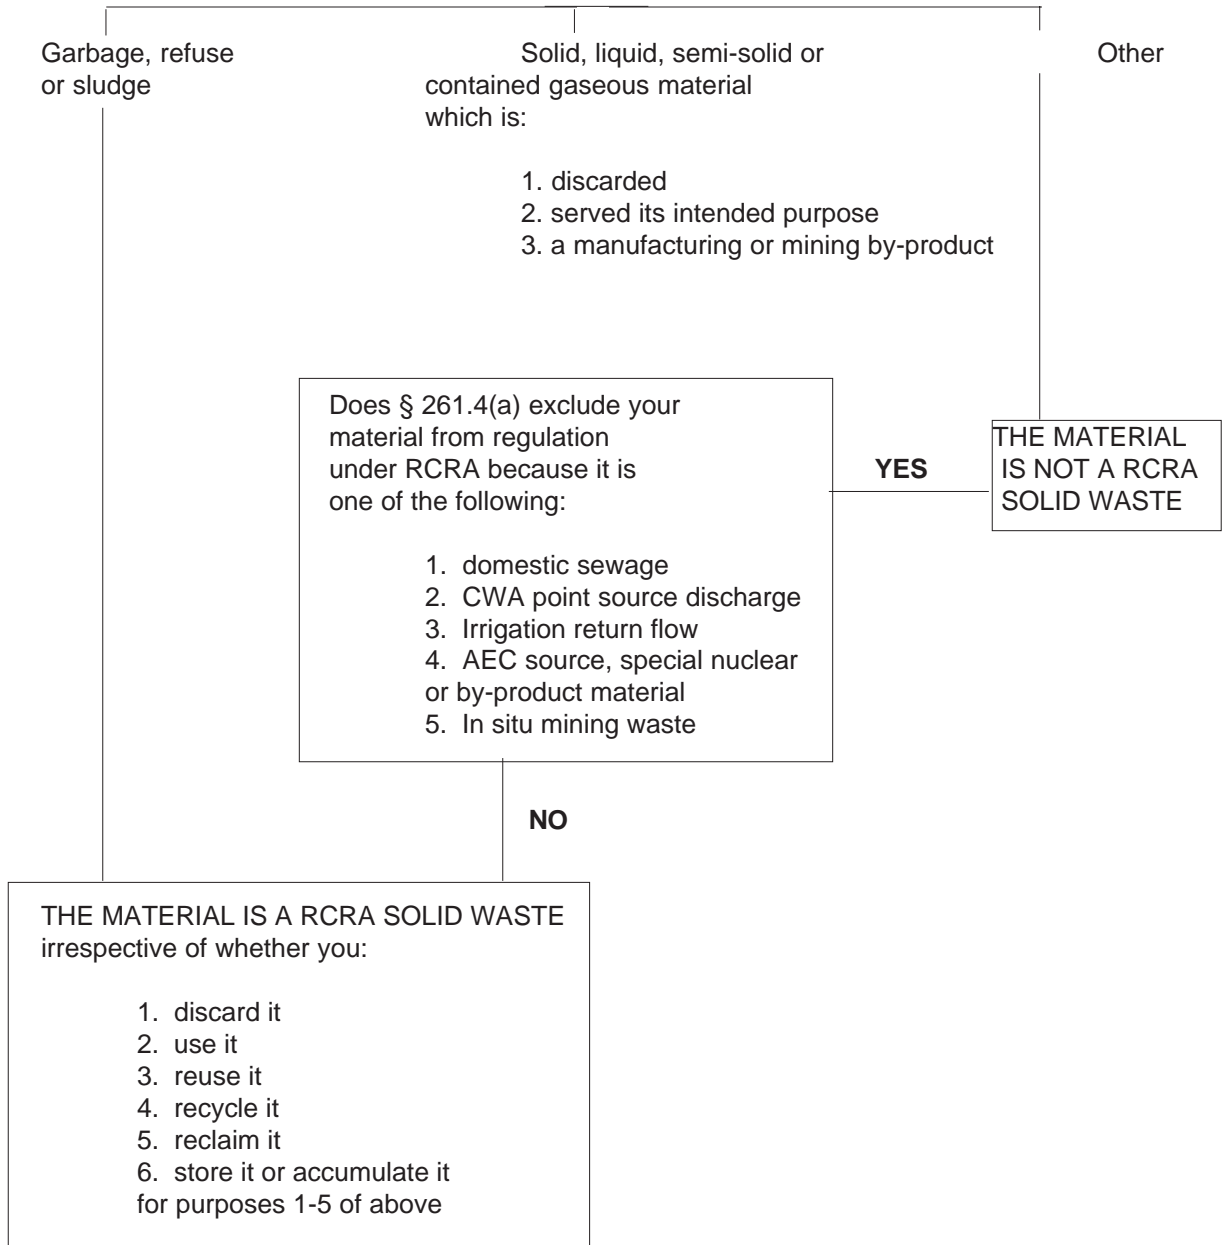 Garbage, refuse
or sludge
Solid, liquid, semi-solid or
contained gaseous material
which is:
1. discarded
2. served its intended purpose
3. a manufacturing or mining by-product
Other
Does § 261.4(a) exclude your
material from regulation
under RCRA because it is
one of the following:
1. domestic sewage
2. CWA point source discharge
3. Irrigation return flow
4. AEC source, special nuclear
or by-product material
5. In situ mining waste
YES
THE MATERIAL
IS NOT A RCRA
SOLID WASTE
NO
THE MATERIAL IS A RCRA SOLID WASTE
irrespective of whether you:
1. discard it
2. use it
3. reuse it
4. recycle it
5. reclaim it
6. store it or accumulate it
for purposes 1-5 of above